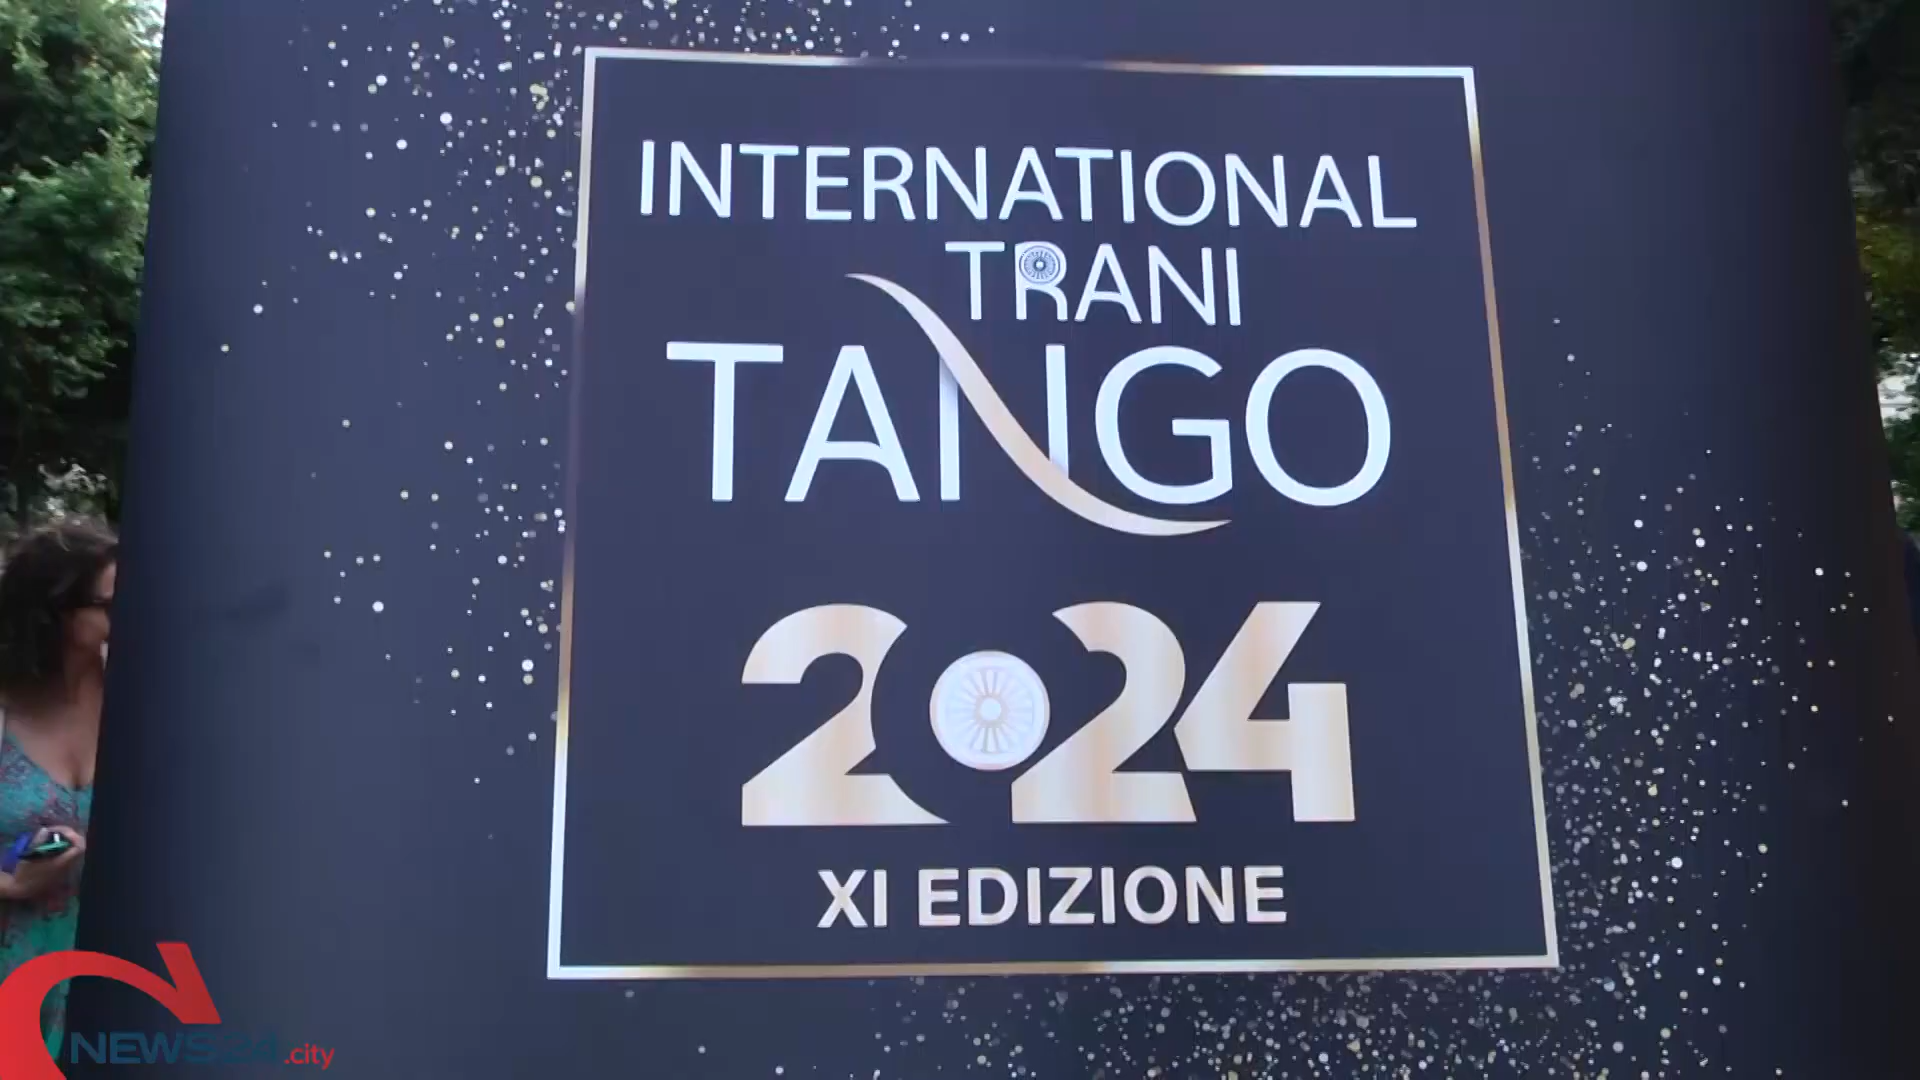 INTERNATIONAL
TRANI
TANGO
2024
XI EDIZIONE
NEWS24.city